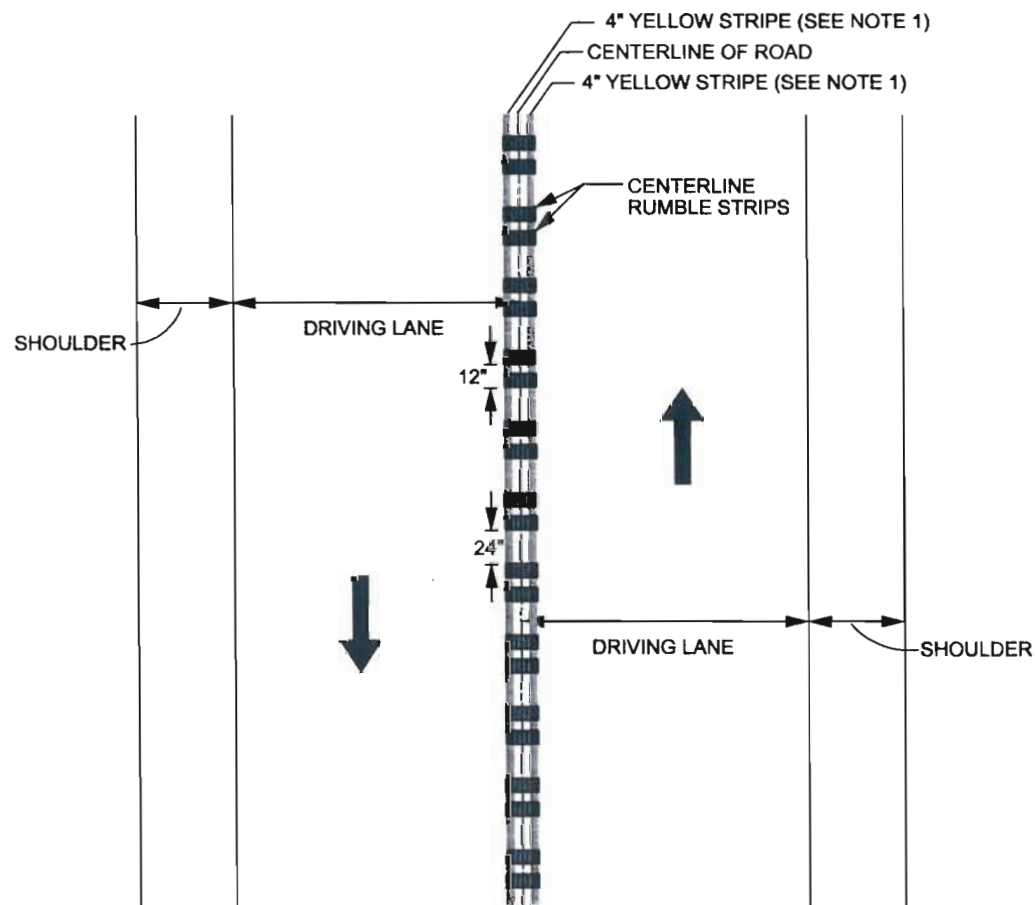 4" YELLOW STRIPE (SEE NOTE 1)
CENTERLINE OF ROAD
4" YELLOW STRIPE (SEE NOTE 1)
CENTERLINE
RUMBLE STRIPS
DRIVING LANE
SHOULDER
12"
24"
DRIVING LANE
SHOULDER